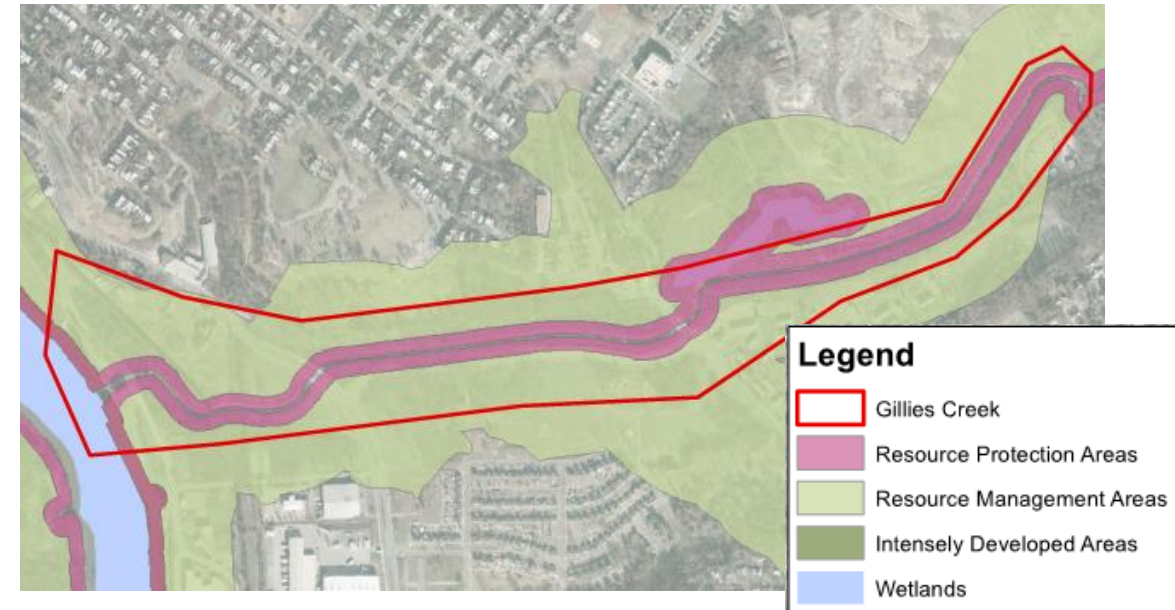 Legend
Gillies Creek
Resource Protection Areas
Resource Management Areas
Intensely Developed Areas
Wetlands